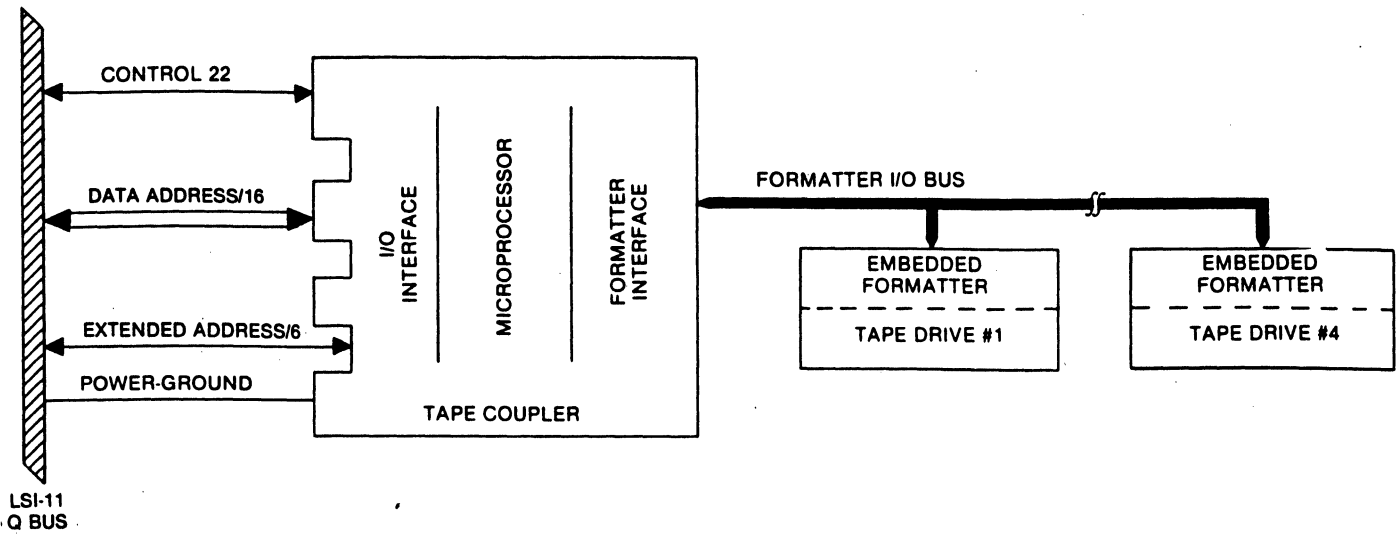 CONTROL 22
DATA ADDRESS/16
EXTENDED ADDRESS/6
POWER-GROUND
LSI-11
Q BUS
I/O
INTERFACE
MICROPROCESSOR
FORMATTER
INTERFACE
TAPE COUPLER
FORMATTER I/O BUS
EMBEDDED
FORMATTER
TAPE DRIVE #1
EMBEDDED
FORMATTER
TAPE DRIVE #4